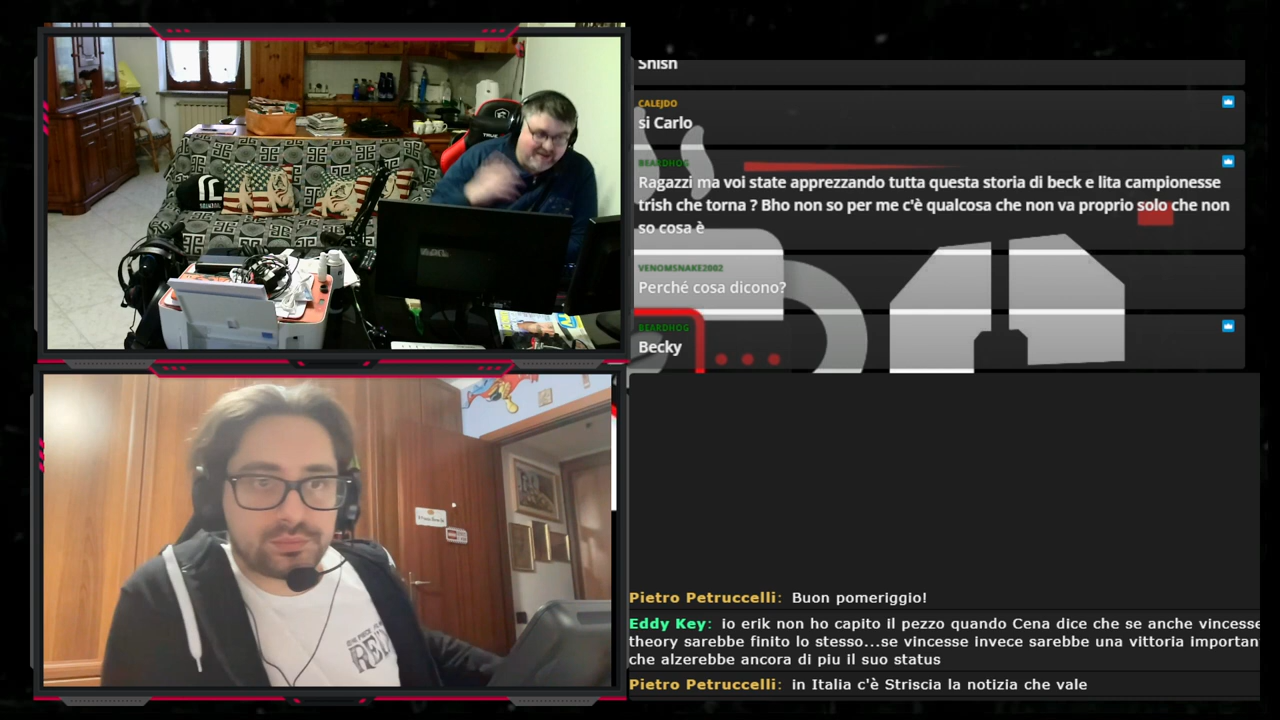 TRUE
Shish
CALEJDO
si Carlo
BEARDHOG
Ragazzi ma voi state apprezzando tutta questa storia di beck e lita campionesse
trish che torna ? Bho non so per me c'è qualcosa che non va proprio solo che non
so cosa è
VENOMSNAKE2002
Perché cosa dicono?
BEARDHOG
Becky
Pietro Petruccelli: Buon pomeriggio!
Eddy Key: io erik non ho capito il pezzo quando Cena dice che se anche vincesse
theory sarebbe finito lo stesso...se vincesse invece sarebbe una vittoria importan
che alzerebbe ancora di piu il suo status
Pietro Petruccelli: in Italia c'è Striscia la notizia che vale
RED